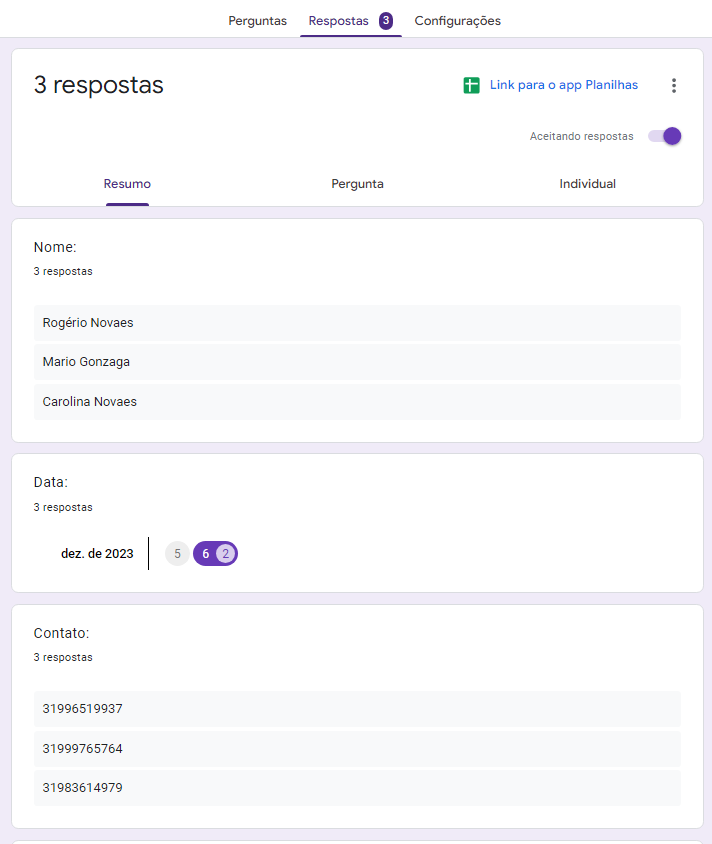 Perguntas Respostas 3 Configurações
3 respostas Link para o app Planilhas
Aceitando respostas
Resumo Pergunta Individual
Nome:
3 respostas
Rogério Novaes
Mario Gonzaga
Carolina Novaes
Data:
3 respostas
dez. de 2023 5 6 2
Contato:
3 respostas
31996519937
31999765764
31983614979